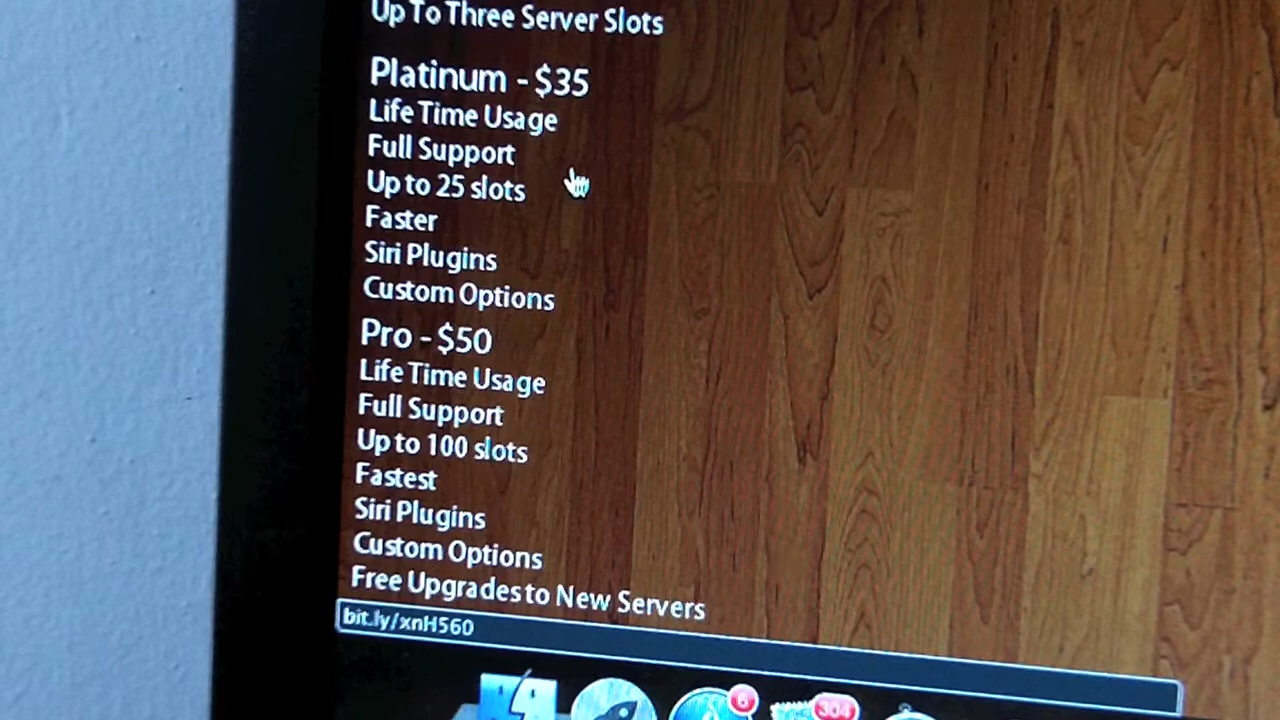 Up To Three Server Slots
Platinum - $35
Life Time Usage
Full Support
Up to 25 slots
Faster
Siri Plugins
Custom Options
Pro - $50
Life Time Usage
Full Support
Up to 100 slots
Fastest
Siri Plugins
Custom Options
Free Upgrades to New Servers
bit.ly/xnH560
6
304